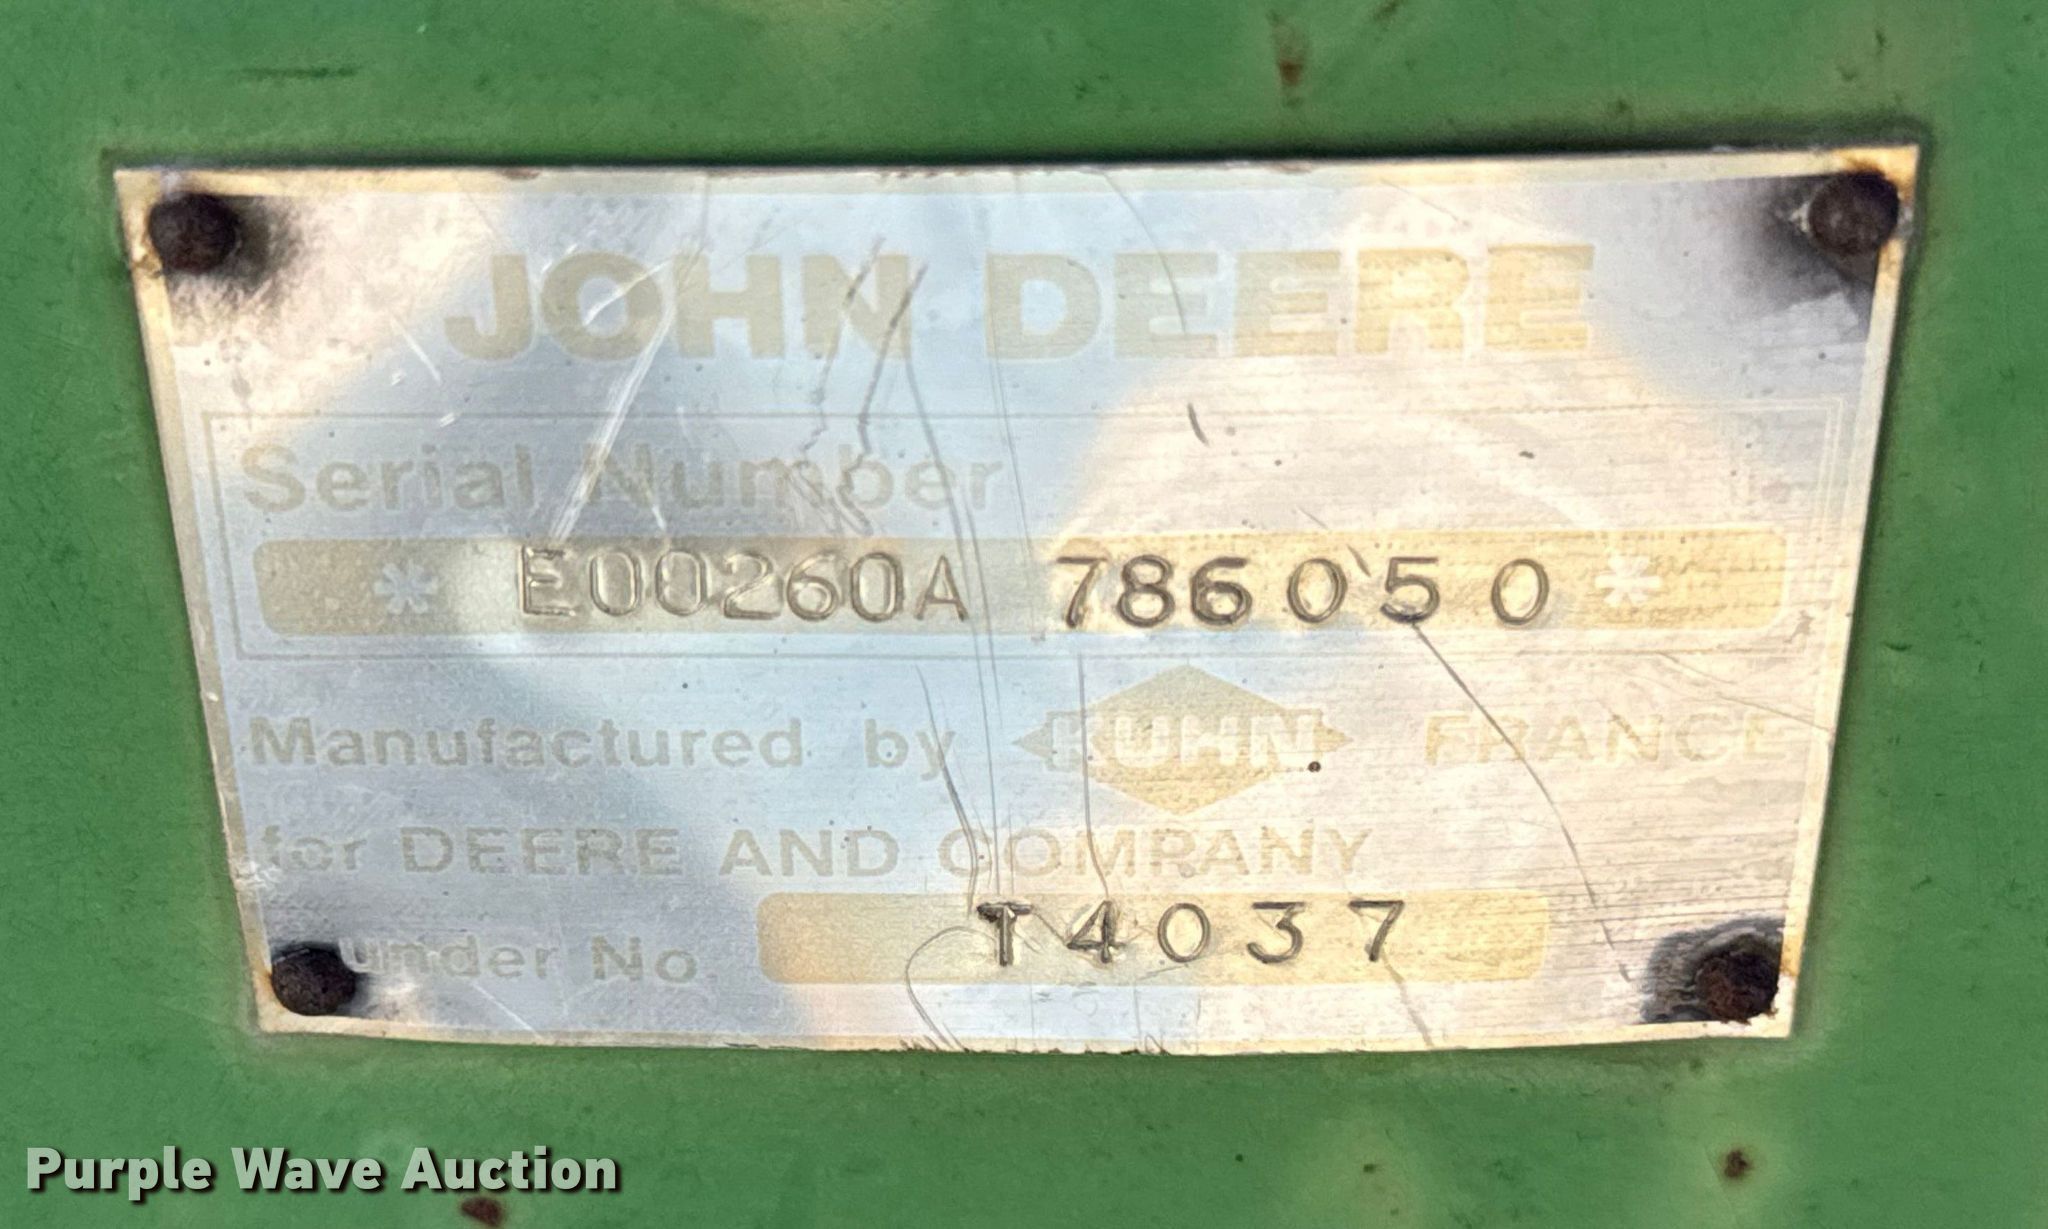 JOHN DEERE
Serial Number
* E00260A 786050 *
Manufactured by KUHN FRANCE
for DEERE AND COMPANY
under No T4037
Purple Wave Auction